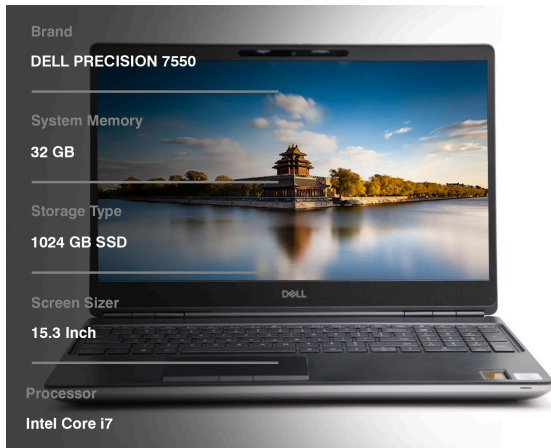 Brand
DELL PRECISION 7550
System Memory
32 GB
Storage Type
1024 GB SSD
DELL
Screen Sizer
15.3 Inch
Processor
Intel Core i7